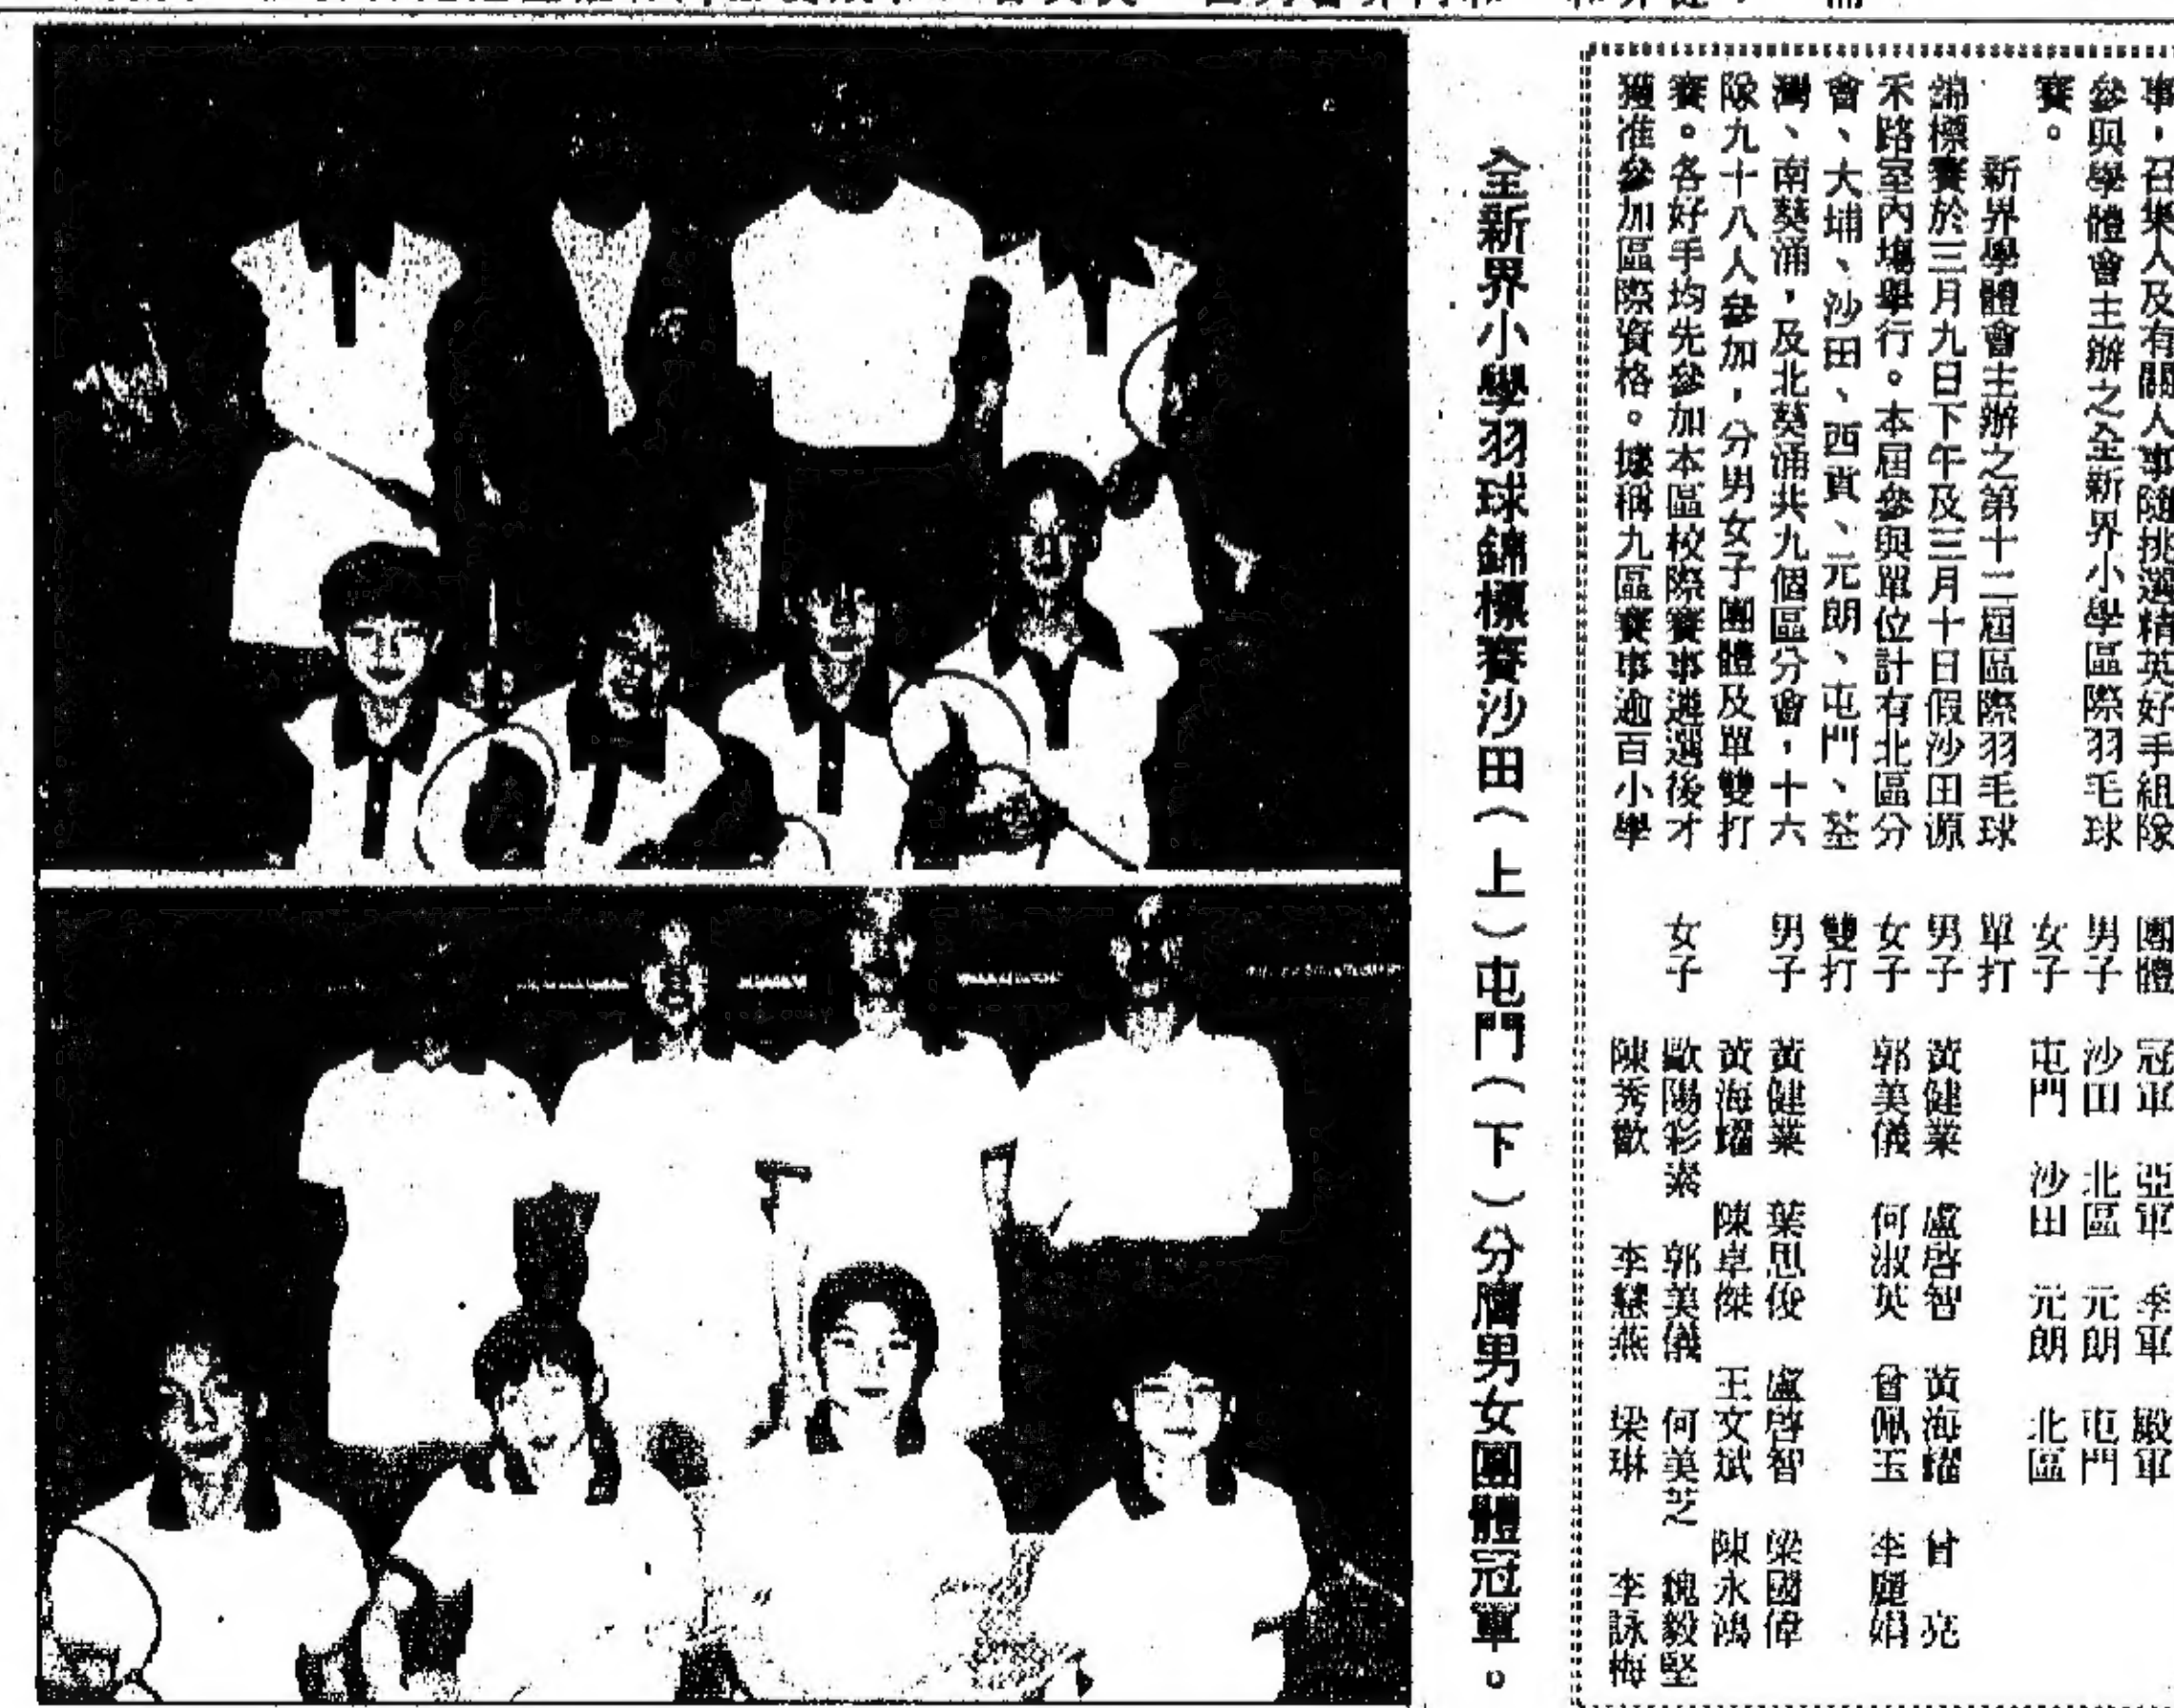 事，召集人及有關人事隨挑選精英好手組隊
參與學體會主辦之全新界小學區際羽毛球
賽。
新界學體會主辦之第十二屆區際羽毛球
錦標賽於三月九日下午及三月十日假沙田源
禾路室內場舉行。本屆參與單位計有北區分
會、大埔、沙田、西貢、元朗、屯門、荃
灣、南葵涌，及北葵涌共九個區分會，十六
隊九十八人參加，分男女子團體及單雙打
賽。各好手均先參加本區校際賽事遴選後才
獲准參加區際資格。據稱九區賽事逾百小學
團體 冠軍 亞軍 季軍 殿軍
男子 沙田 北區 元朗 屯門
女子 屯門 沙田 元朗 北區
單打
男子 黃健業 盧啓智 黃海耀 甘亮
女子 郭美儀 何淑英 曾佩玉 李麗娟
雙打
男子 黃健業 葉思俊 盧啓智 梁國偉
黃海耀 陳卓傑 王文斌 陳永鴻
女子 歐陽彩素 郭美儀 何美芝 魏毅堅
陳秀歡 李慧燕 梁琳 李詠梅
全新界小學羽球錦標賽沙田（上）屯門（下）分膺男女團體冠軍。